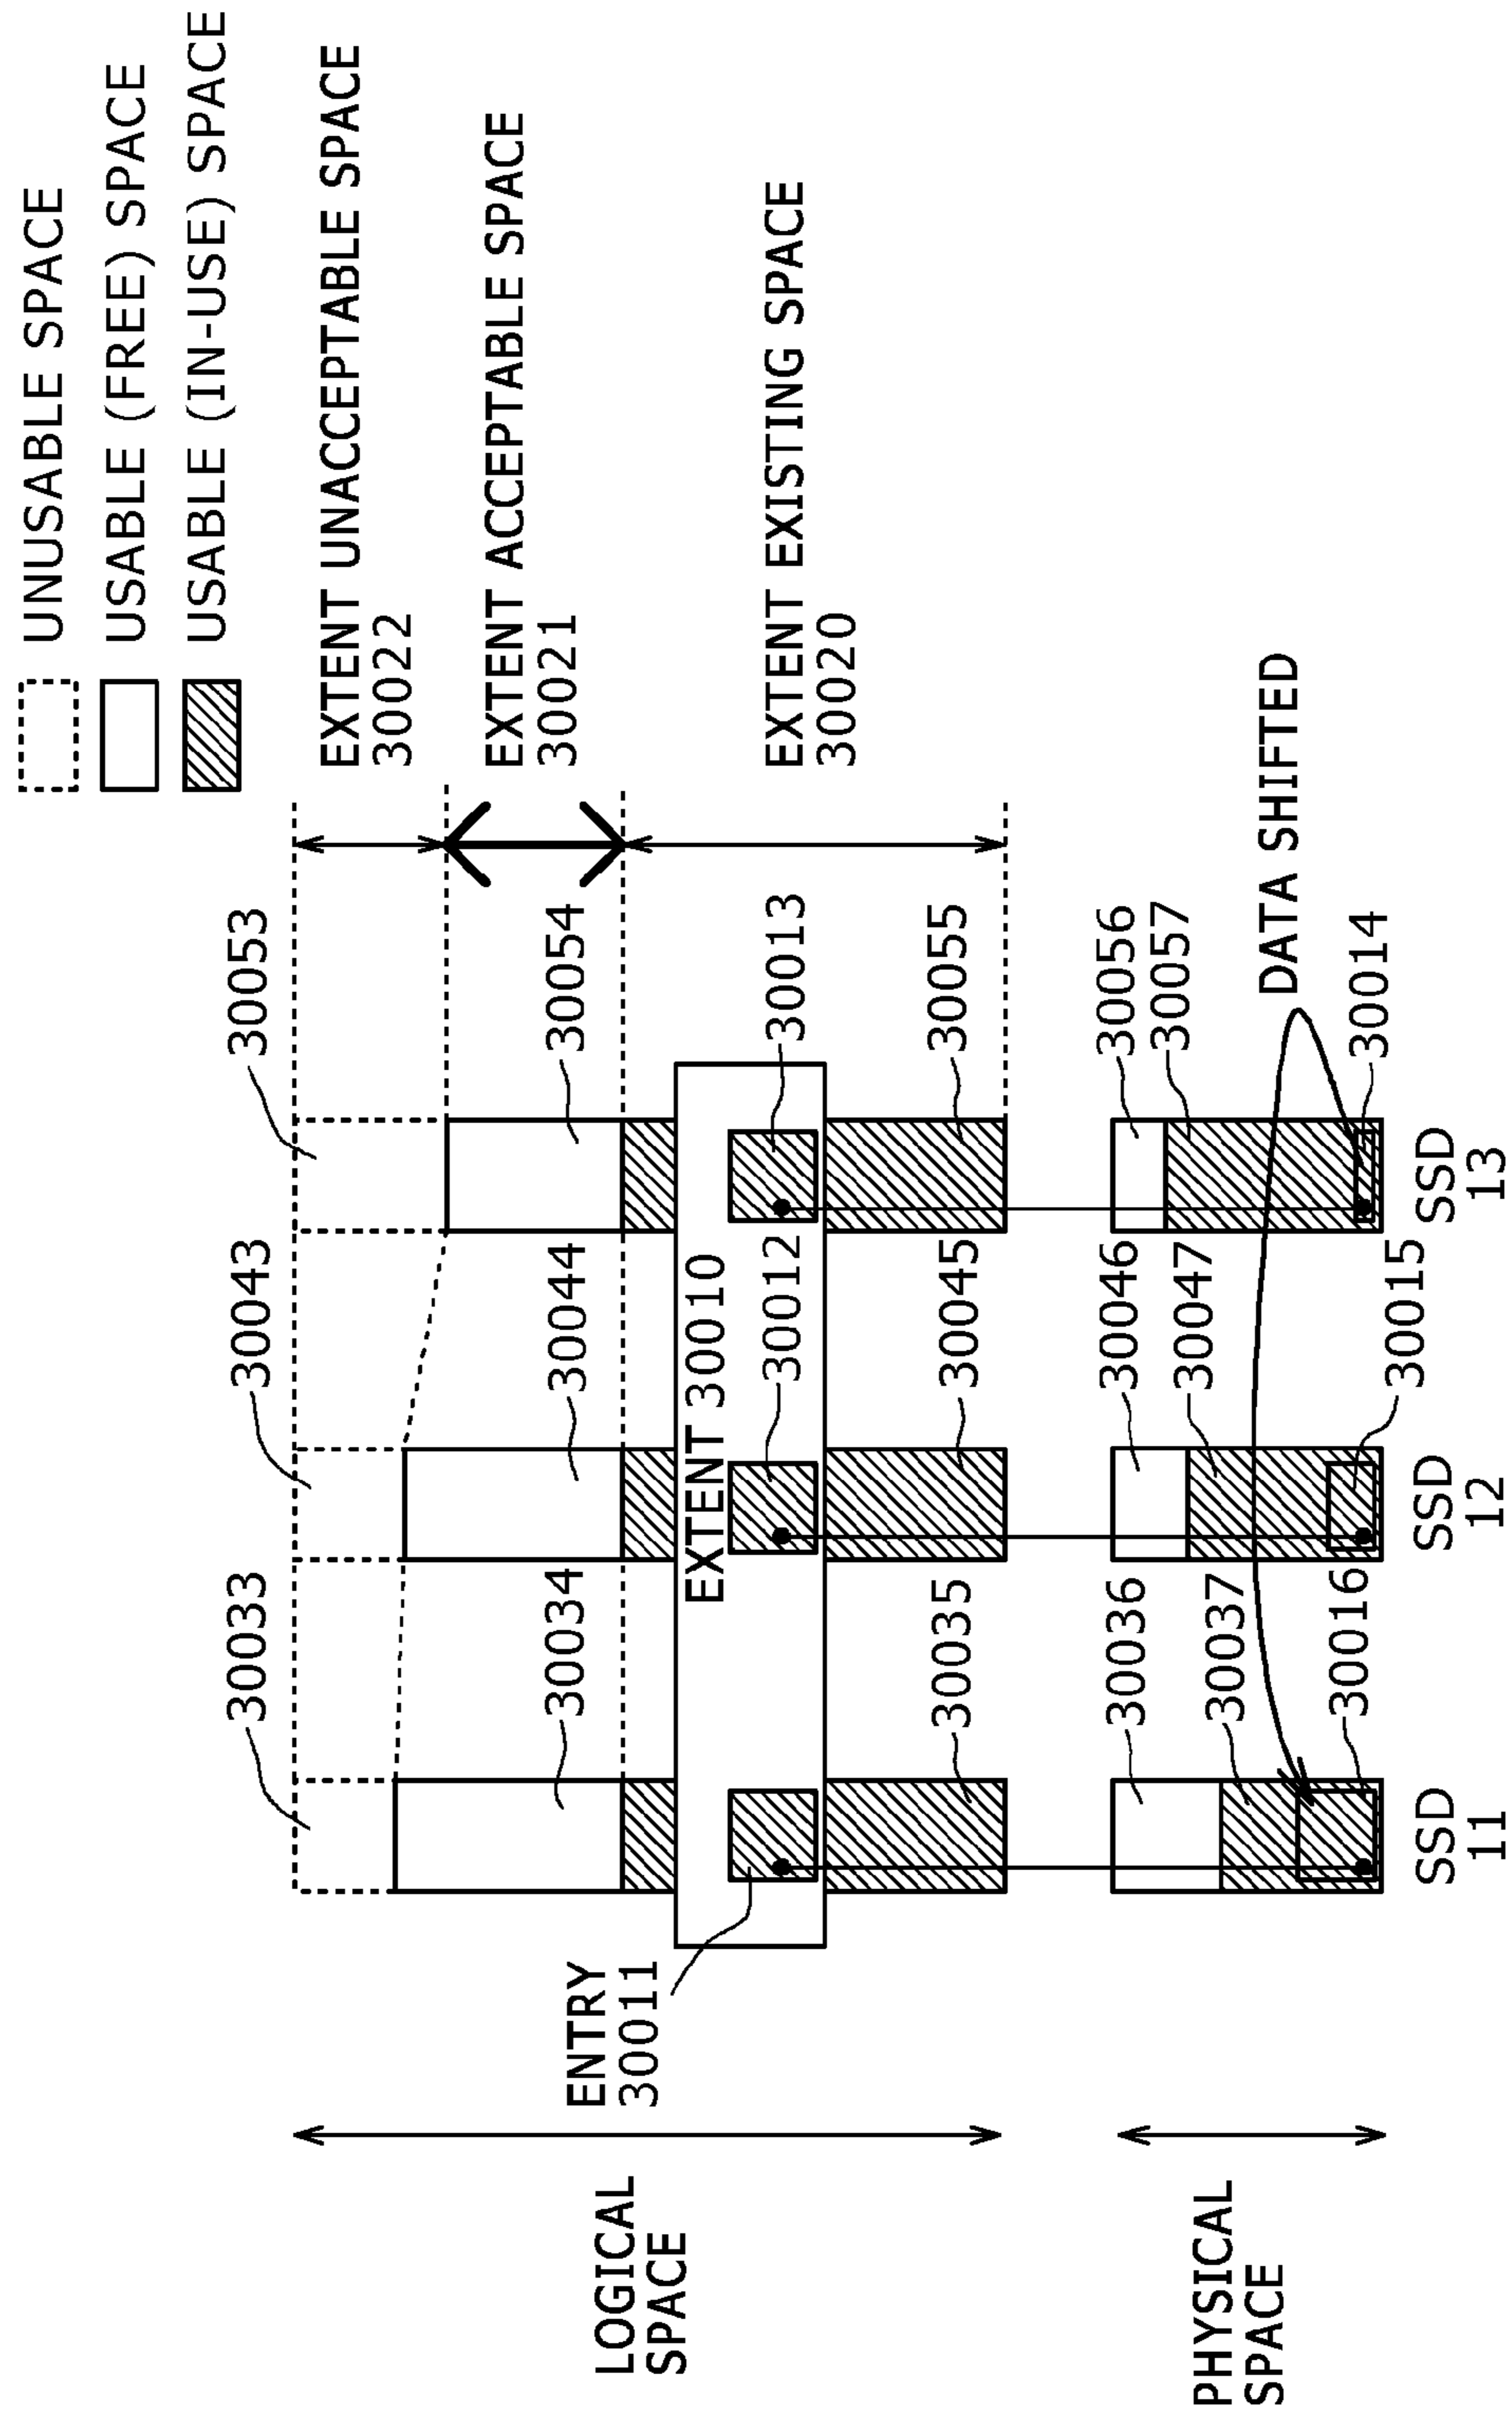 UNUSABLE SPACE
USABLE (FREE) SPACE
USABLE (IN-USE) SPACE
30033
30043
30053
EXTENT UNACCEPTABLE SPACE
30022
EXTENT ACCEPTABLE SPACE
30021
30034
30044
30054
ENTRY
30011
LOGICAL
SPACE
EXTENT 30010
30012
30013
EXTENT EXISTING SPACE
30020
30035
30045
30055
30036
30046
30056
30037
30047
30057
PHYSICAL
SPACE
DATA SHIFTED
30016
30015
30014
SSD
11
SSD
12
SSD
13